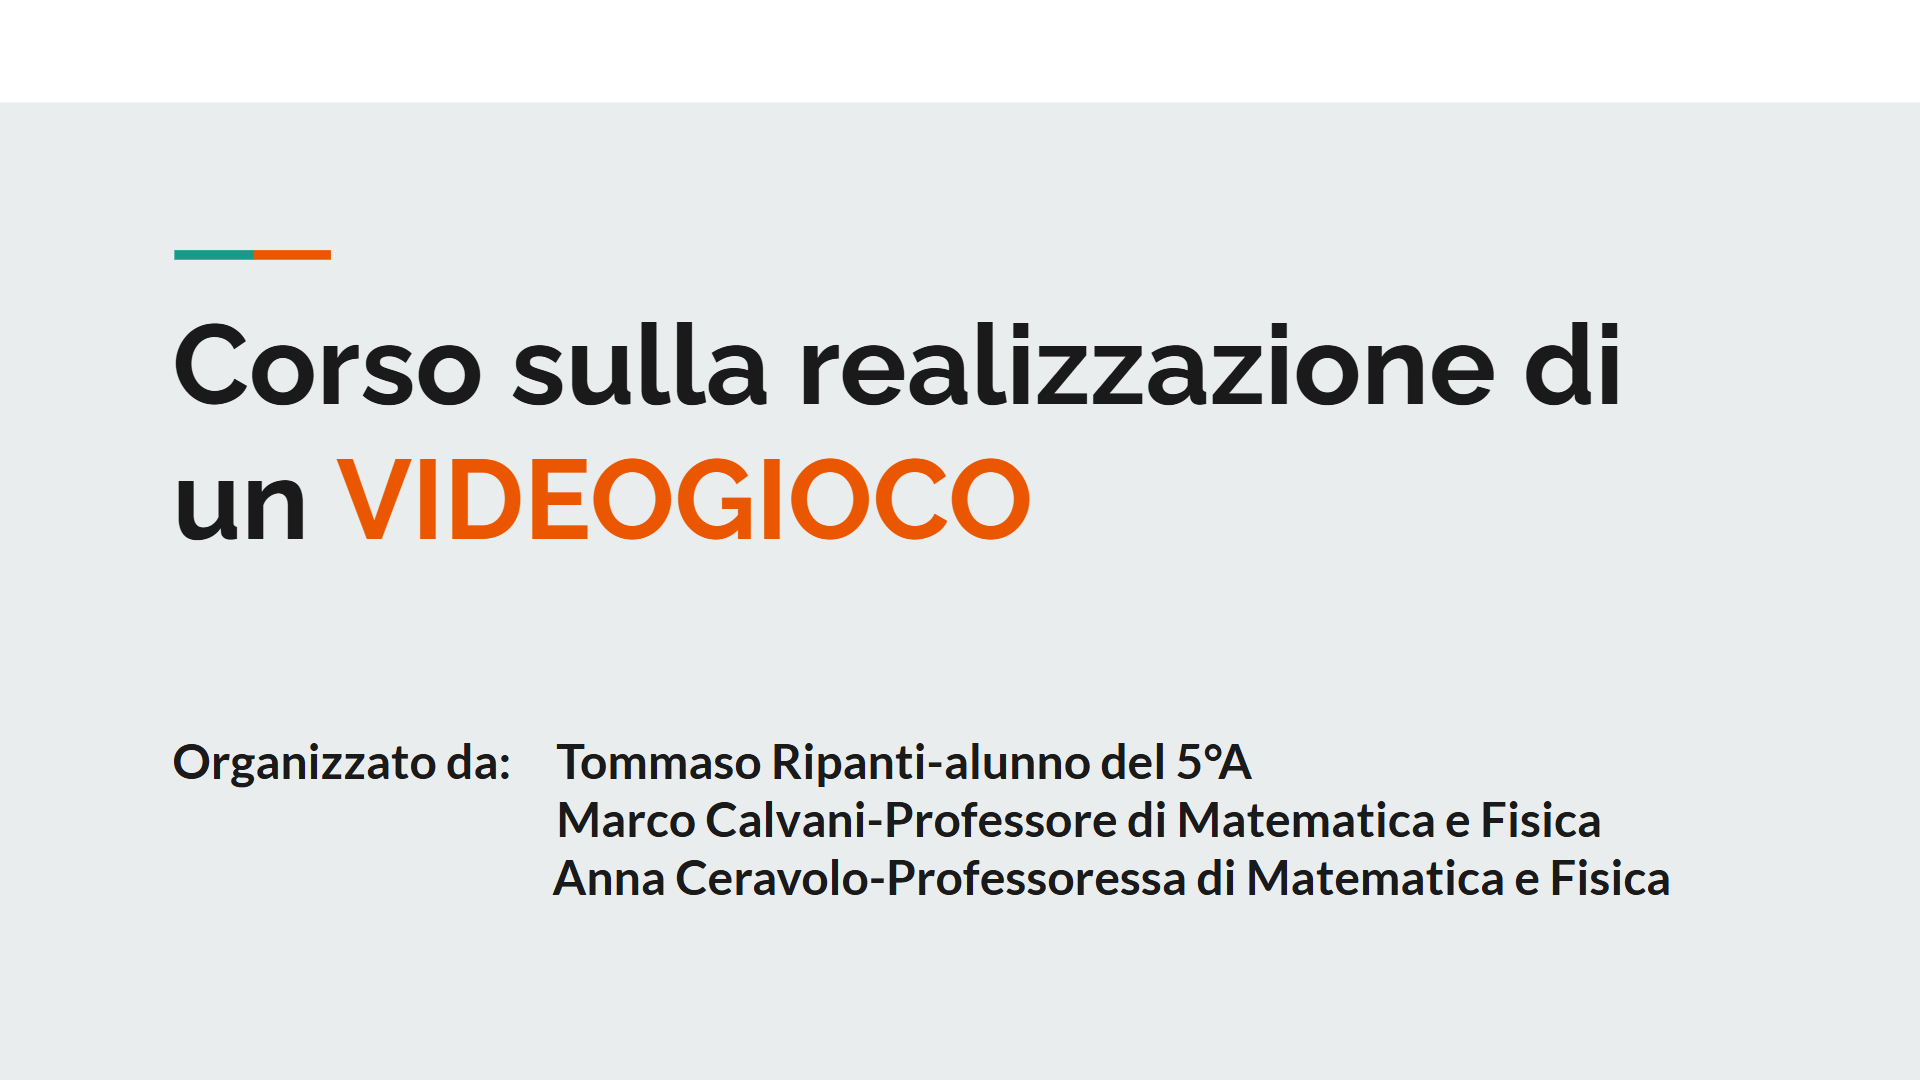 Corso sulla realizzazione di
un VIDEOGIOCO
Organizzato da: Tommaso Ripanti-alunno del 5°A
Marco Calvani-Professore di Matematica e Fisica
Anna Ceravolo-Professoressa di Matematica e Fisica